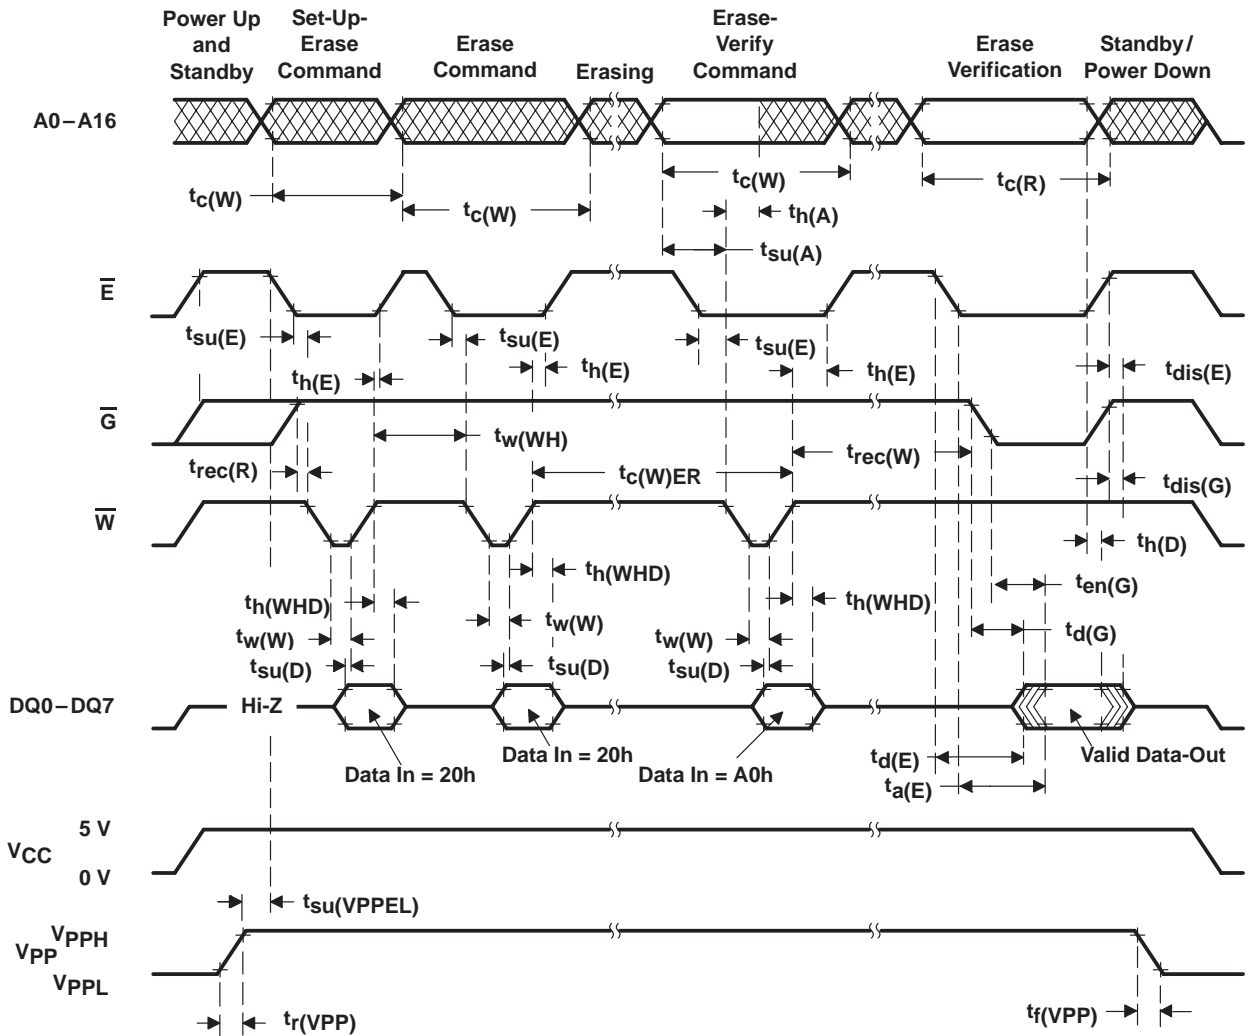 Power Up
and
Standby
Set-Up-
Erase
Command
Erase
Command
Erasing
Erase-
Verify
Command
Erase
Verification
Standby/
Power Down
A0–A16
tc(W)
tc(W)
tc(W)
tc(R)
th(A)
tsu(A)
E
tsu(E)
tsu(E)
tsu(E)
th(E)
th(E)
th(E)
tdis(E)
G
tw(WH)
trec(R)
tc(W)ER
trec(W)
tdis(G)
W
th(D)
th(WHD)
th(WHD)
th(WHD)
ten(G)
tw(W)
tw(W)
tw(W)
td(G)
tsu(D)
tsu(D)
tsu(D)
DQ0–DQ7
Hi-Z
Data In = 20h
Data In = 20h
Data In = A0h
Valid Data-Out
td(E)
ta(E)
5 V
VCC
0 V
tsu(VPPEL)
VPPH
VPP
VPPL
tr(VPP)
tf(VPP)